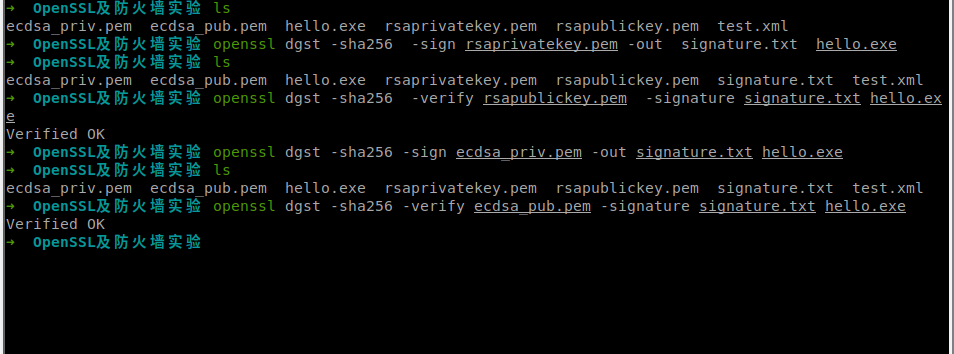 ➜  OpenSSL及防火墙实验 ls
ecdsa_priv.pem  ecdsa_pub.pem  hello.exe  rsaprivatekey.pem  rsapublickey.pem  test.xml
➜  OpenSSL及防火墙实验 openssl dgst -sha256  -sign rsaprivatekey.pem -out  signature.txt  hello.exe
➜  OpenSSL及防火墙实验 ls
ecdsa_priv.pem  ecdsa_pub.pem  hello.exe  rsaprivatekey.pem  rsapublickey.pem  signature.txt  test.xml
➜  OpenSSL及防火墙实验 openssl dgst -sha256  -verify rsapublickey.pem  -signature signature.txt hello.ex
e
Verified OK
➜  OpenSSL及防火墙实验 openssl dgst -sha256 -sign ecdsa_priv.pem -out signature.txt hello.exe
➜  OpenSSL及防火墙实验 ls
ecdsa_priv.pem  ecdsa_pub.pem  hello.exe  rsaprivatekey.pem  rsapublickey.pem  signature.txt  test.xml
➜  OpenSSL及防火墙实验 openssl dgst -sha256 -verify ecdsa_pub.pem -signature signature.txt hello.exe
Verified OK
➜  OpenSSL及防火墙实验